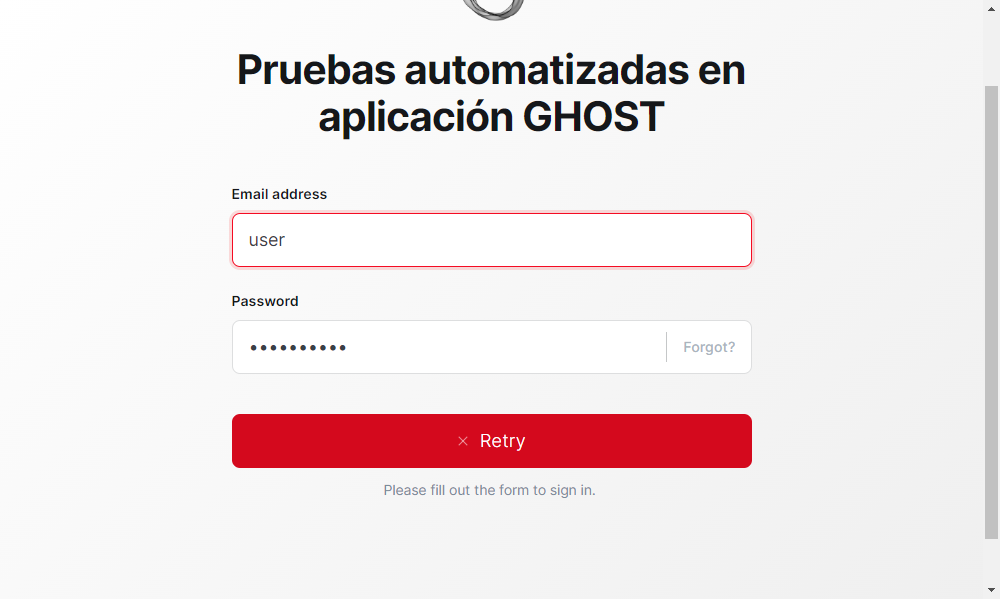 Pruebas automatizadas en
aplicación GHOST
Email address
user
Password
••••••••••
Forgot?
× Retry
Please fill out the form to sign in.